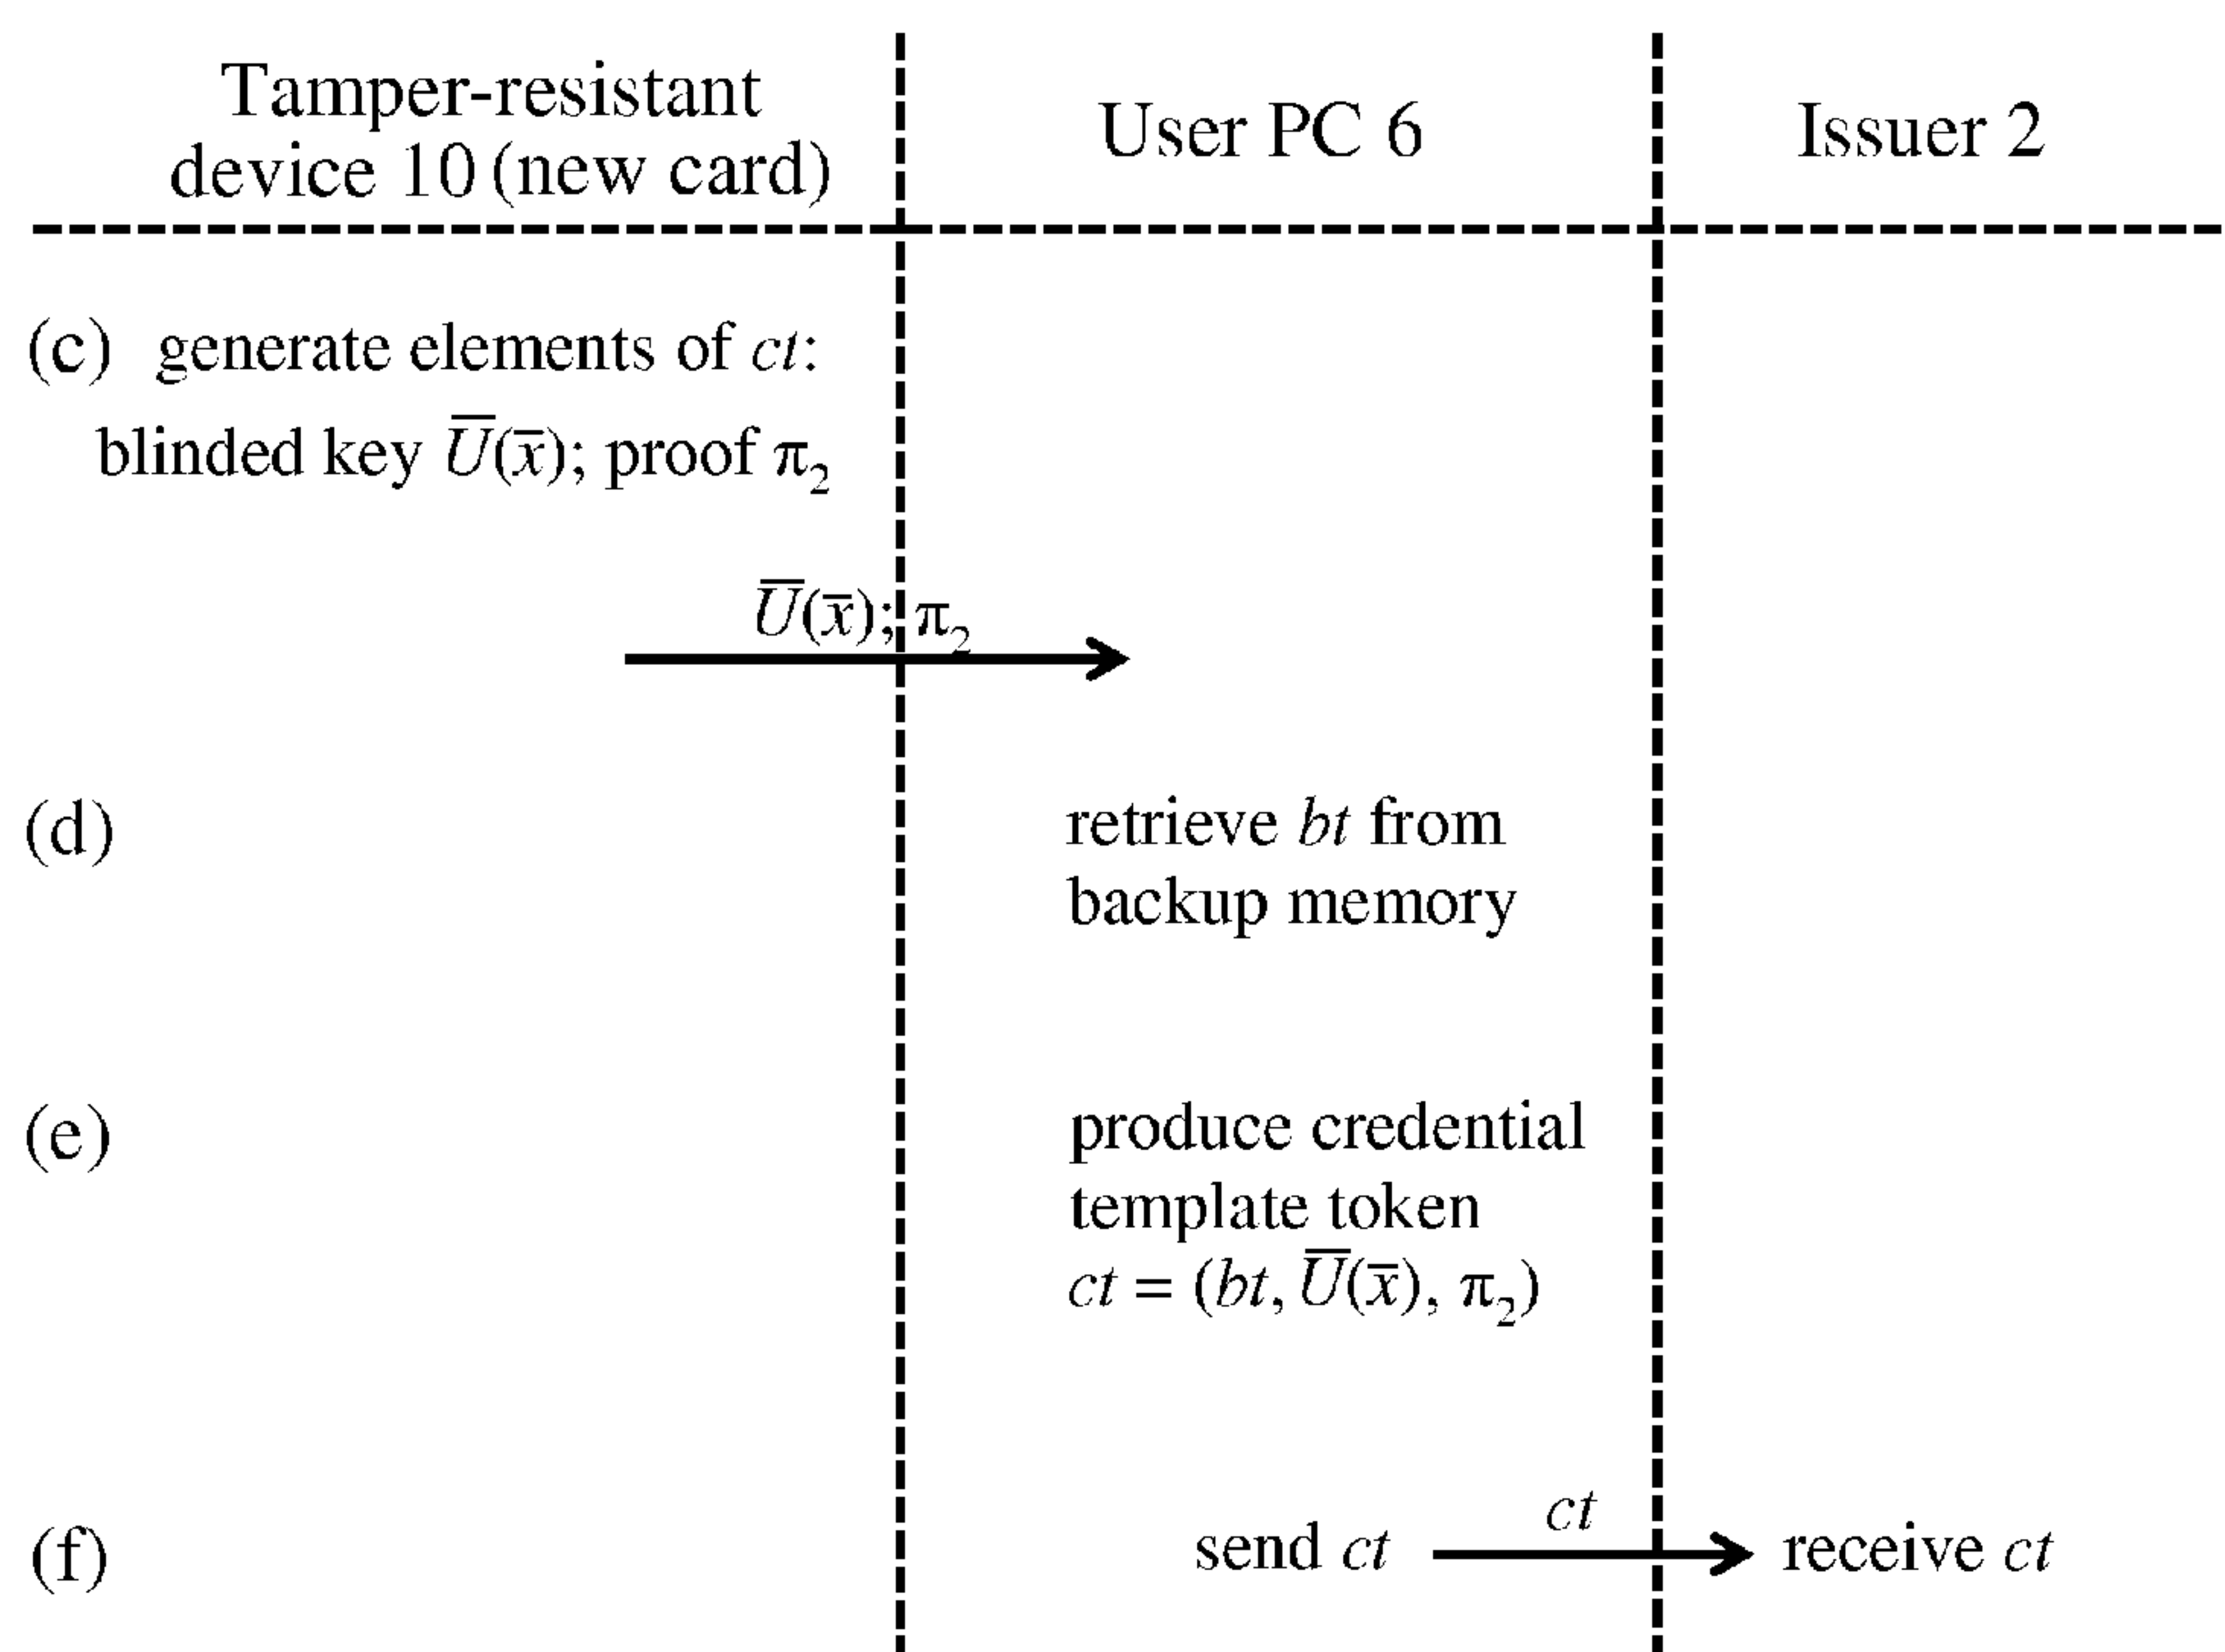 Tamper-resistant
device 10 (new card)
User PC 6
Issuer 2
(c) generate elements of ct:
blinded key U̅(x̅); proof π₂
U̅(x̅); π₂
(d) retrieve bt from
backup memory
(e) produce credential
template token
ct = (bt, U̅(x̅), π₂)
(f) send ct ct receive ct